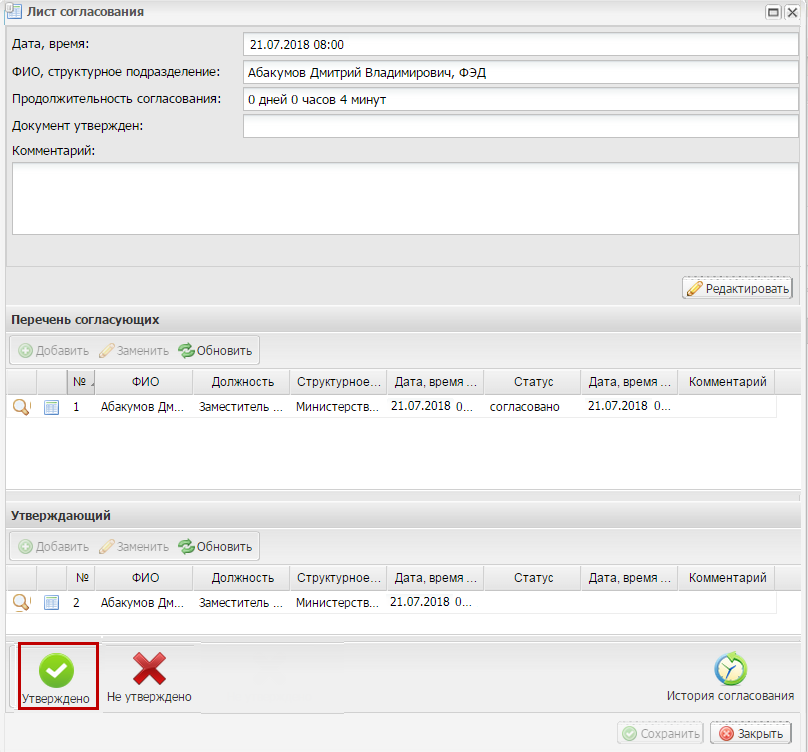 Лист согласования
Дата, время: 21.07.2018 08:00
ФИО, структурное подразделение: Абакумов Дмитрий Владимирович, ФЭД
Продолжительность согласования: 0 дней 0 часов 4 минут
Документ утвержден:
Комментарий:
Редактировать
Перечень согласующих
Добавить Заменить Обновить
№ ФИО Должность Структурное... Дата, время ... Статус Дата, время ... Комментарий
1 Абакумов Дм... Заместитель ... Министерств... 21.07.2018 0... согласовано 21.07.2018 0...
Утверждающий
Добавить Заменить Обновить
№ ФИО Должность Структурное... Дата, время ... Статус Дата, время ... Комментарий
2 Абакумов Дм... Заместитель ... Министерств... 21.07.2018 0...
Утверждено Не утверждено История согласования
Сохранить Закрыть